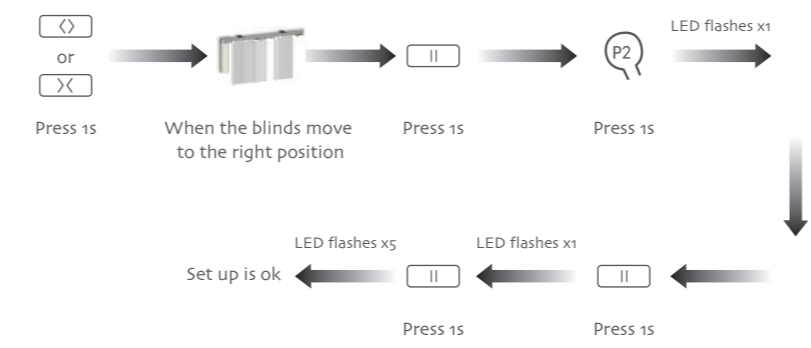 LED flashes x1
or
P2
Press 1s
When the blinds move
to the right position
Press 1s
Press 1s
LED flashes x5
LED flashes x1
Set up is ok
Press 1s
Press 1s